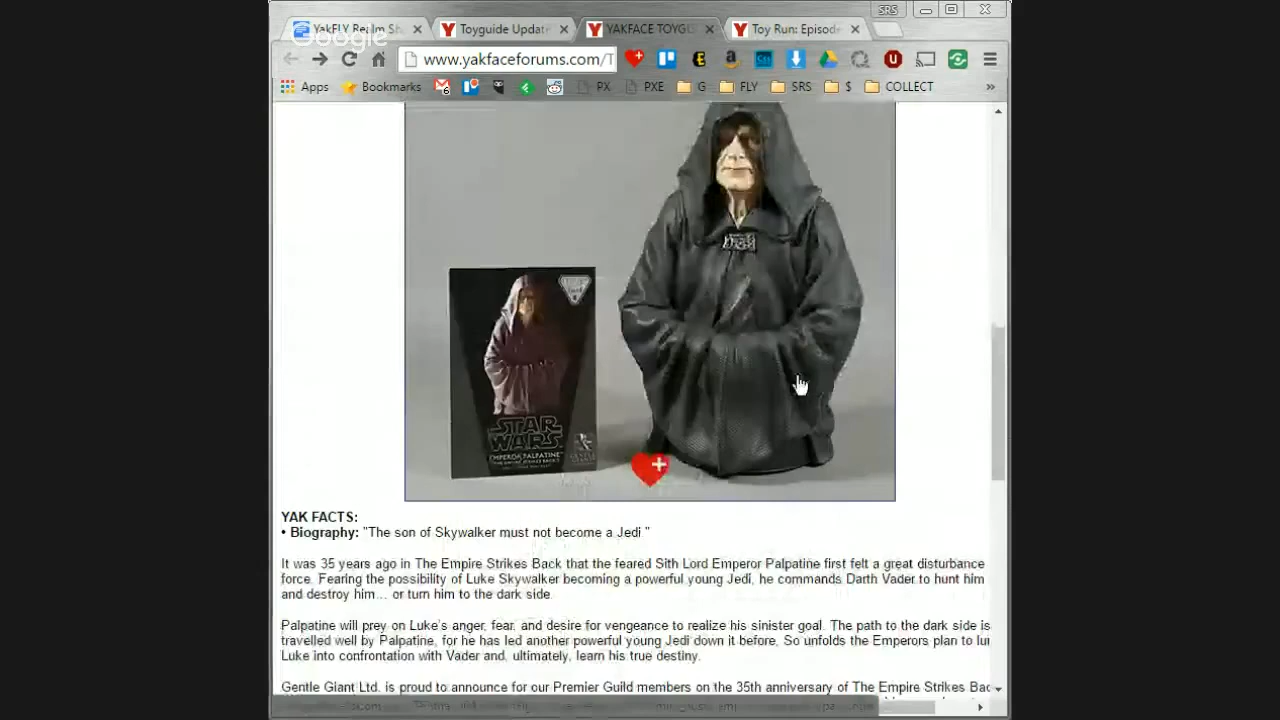 SRS
YakFLY Realm Sh
Toyguide Update
YAKFACE TOYGU
Toy Run: Episode
Google
www.yakfaceforums.com/T
Apps
Bookmarks
PX
PXE
G
FLY
SRS
$
COLLECT
»
STAR
WARS
EMPEROR PALPATINE
YAK FACTS:
• Biography: "The son of Skywalker must not become a Jedi "
It was 35 years ago in The Empire Strikes Back that the feared Sith Lord Emperor Palpatine first felt a great disturbance
force. Fearing the possibility of Luke Skywalker becoming a powerful young Jedi, he commands Darth Vader to hunt him
and destroy him... or turn him to the dark side.
Palpatine will prey on Luke's anger, fear, and desire for vengeance to realize his sinister goal. The path to the dark side is
travelled well by Palpatine, for he has led another powerful young Jedi down it before. So unfolds the Emperors plan to lur
Luke into confrontation with Vader and, ultimately, learn his true destiny.
Gentle Giant Ltd. is proud to announce for our Premier Guild members on the 35th anniversary of The Empire Strikes Bac